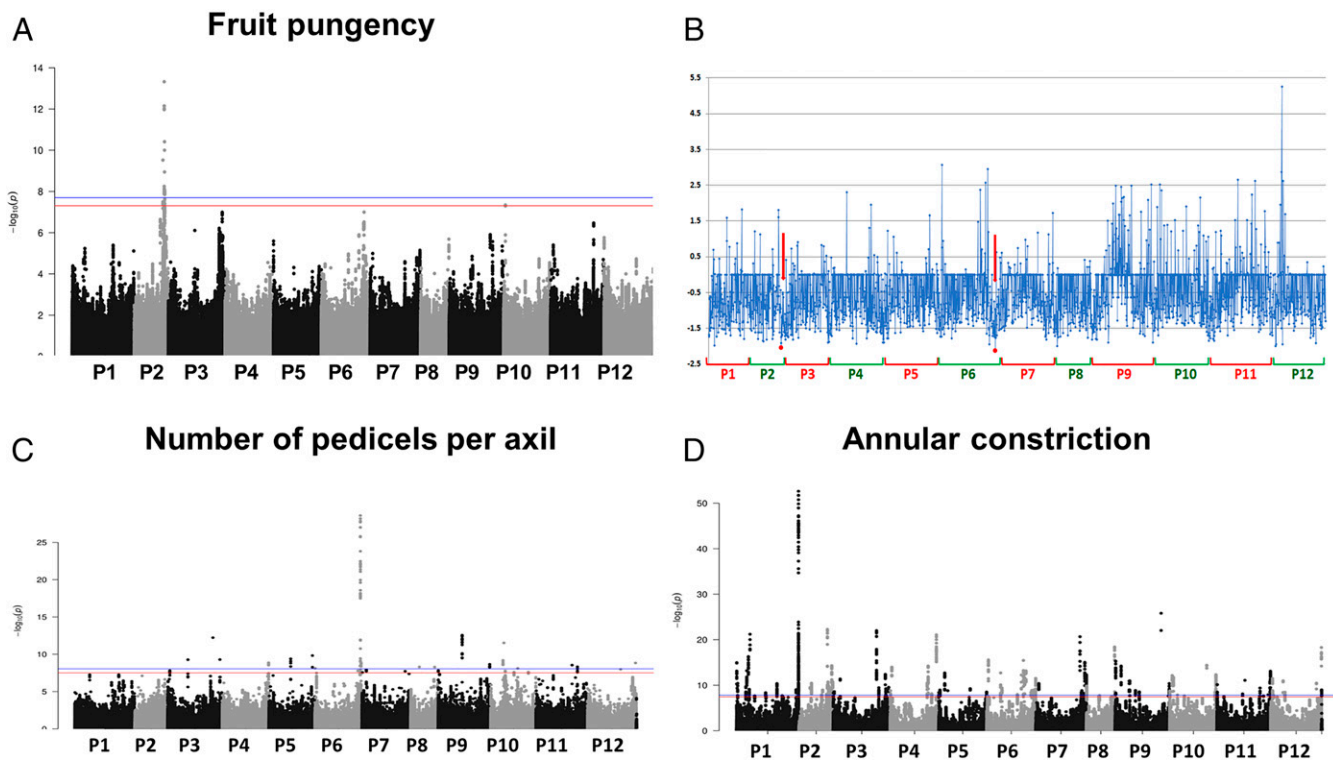 A
Fruit pungency
14
12
10
8
6
4
2
0
−log₁₀(p)
P1 P2 P3 P4 P5 P6 P7 P8 P9 P10 P11 P12
B
5.5
4.5
3.5
2.5
1.5
0.5
-0.5
-1.5
-2.5
P1 P2 P3 P4 P5 P6 P7 P8 P9 P10 P11 P12
C
Number of pedicels per axil
25
20
15
10
5
0
−log₁₀(p)
P1 P2 P3 P4 P5 P6 P7 P8 P9 P10 P11 P12
D
Annular constriction
50
40
30
20
10
0
−log₁₀(p)
P1 P2 P3 P4 P5 P6 P7 P8 P9 P10 P11 P12